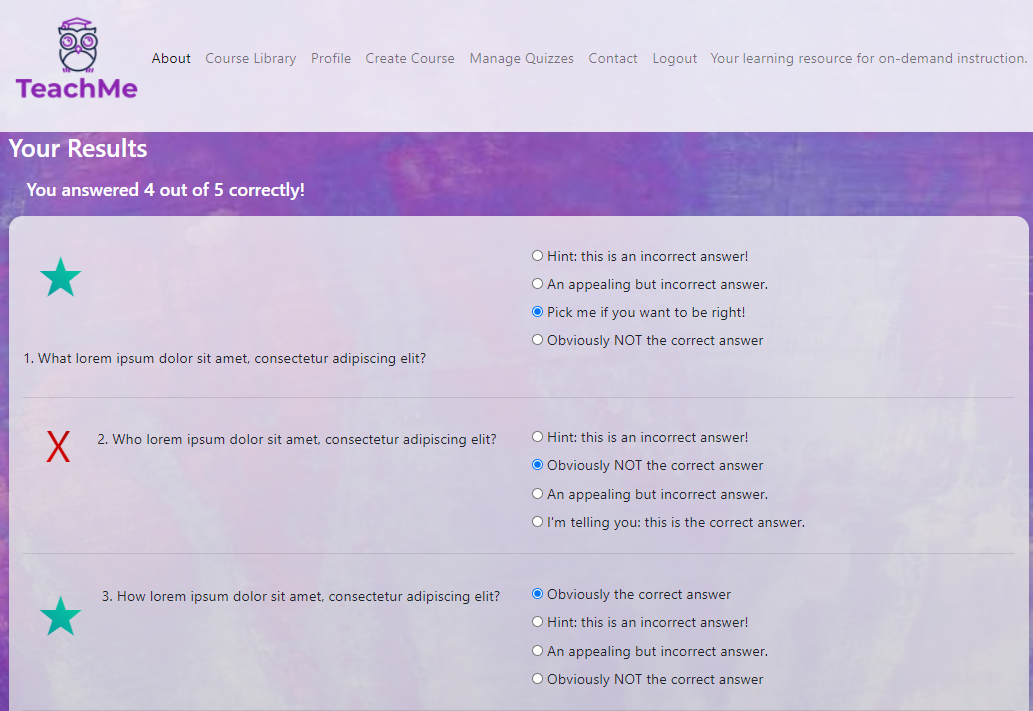 TeachMe
About Course Library Profile Create Course Manage Quizzes Contact Logout Your learning resource for on-demand instruction.
Your Results
You answered 4 out of 5 correctly!
Hint: this is an incorrect answer!
An appealing but incorrect answer.
Pick me if you want to be right!
Obviously NOT the correct answer
1. What lorem ipsum dolor sit amet, consectetur adipiscing elit?
X 2. Who lorem ipsum dolor sit amet, consectetur adipiscing elit?
Hint: this is an incorrect answer!
Obviously NOT the correct answer
An appealing but incorrect answer.
I'm telling you: this is the correct answer.
3. How lorem ipsum dolor sit amet, consectetur adipiscing elit?
Obviously the correct answer
Hint: this is an incorrect answer!
An appealing but incorrect answer.
Obviously NOT the correct answer